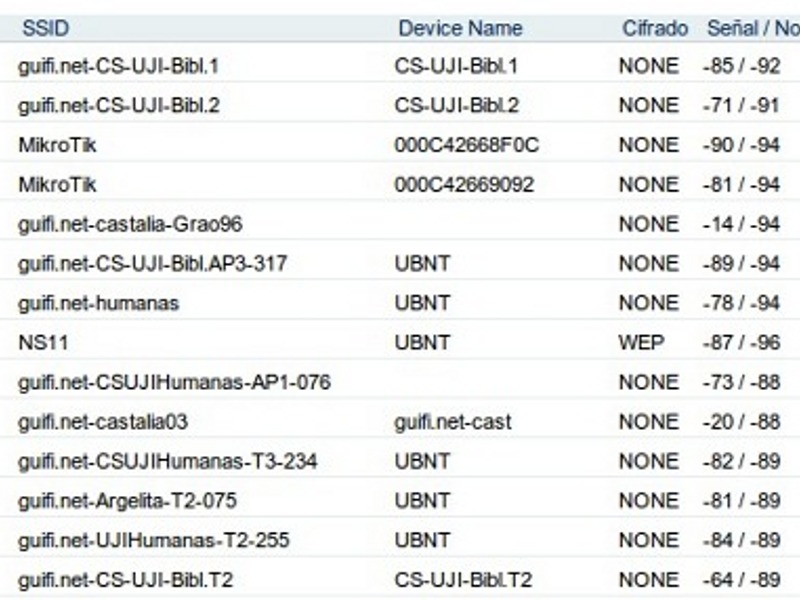 SSID Device Name Cifrado Señal / No
guifi.net-CS-UJI-Bibl.1 CS-UJI-Bibl.1 NONE -85 / -92
guifi.net-CS-UJI-Bibl.2 CS-UJI-Bibl.2 NONE -71 / -91
MikroTik 000C42668F0C NONE -90 / -94
MikroTik 000C42669092 NONE -81 / -94
guifi.net-castalia-Grao96 NONE -14 / -94
guifi.net-CS-UJI-Bibl.AP3-317 UBNT NONE -89 / -94
guifi.net-humanas UBNT NONE -78 / -94
NS11 UBNT WEP -87 / -96
guifi.net-CSUJIHumanas-AP1-076 NONE -73 / -88
guifi.net-castalia03 guifi.net-cast NONE -20 / -88
guifi.net-CSUJIHumanas-T3-234 UBNT NONE -82 / -89
guifi.net-Argelita-T2-075 UBNT NONE -81 / -89
guifi.net-UJIHumanas-T2-255 UBNT NONE -84 / -89
guifi.net-CS-UJI-Bibl.T2 CS-UJI-Bibl.T2 NONE -64 / -89